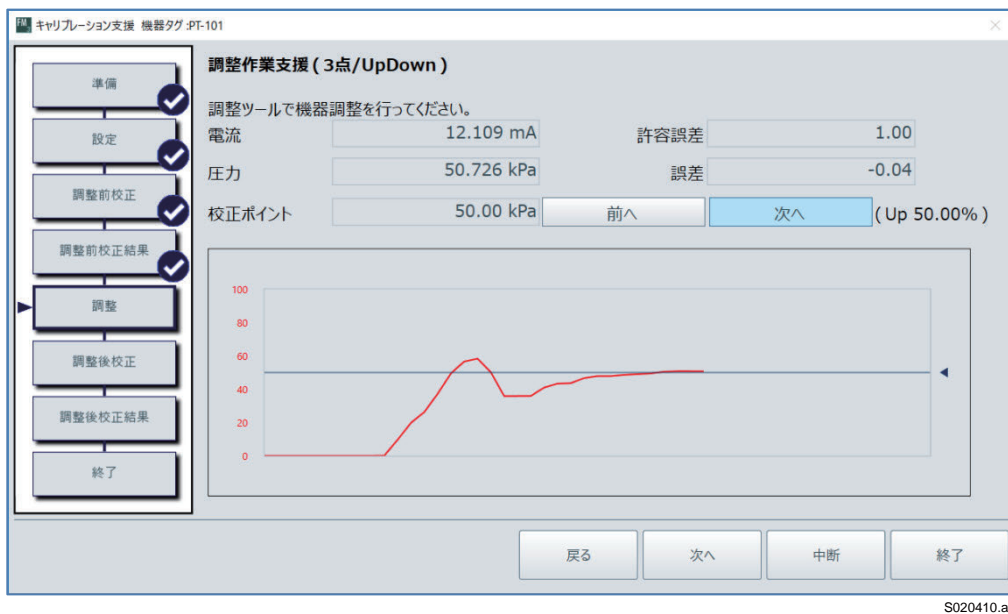 FM キャリブレーション支援 機器タグ :PT-101
準備
設定
調整前校正
調整前校正結果
調整
調整後校正
調整後校正結果
終了
調整作業支援 ( 3点/UpDown )
調整ツールで機器調整を行ってください。
電流 12.109 mA 許容誤差 1.00
圧力 50.726 kPa 誤差 -0.04
校正ポイント 50.00 kPa 前へ 次へ ( Up 50.00% )
100
80
60
40
20
0
戻る 次へ 中断 終了
S020410.a